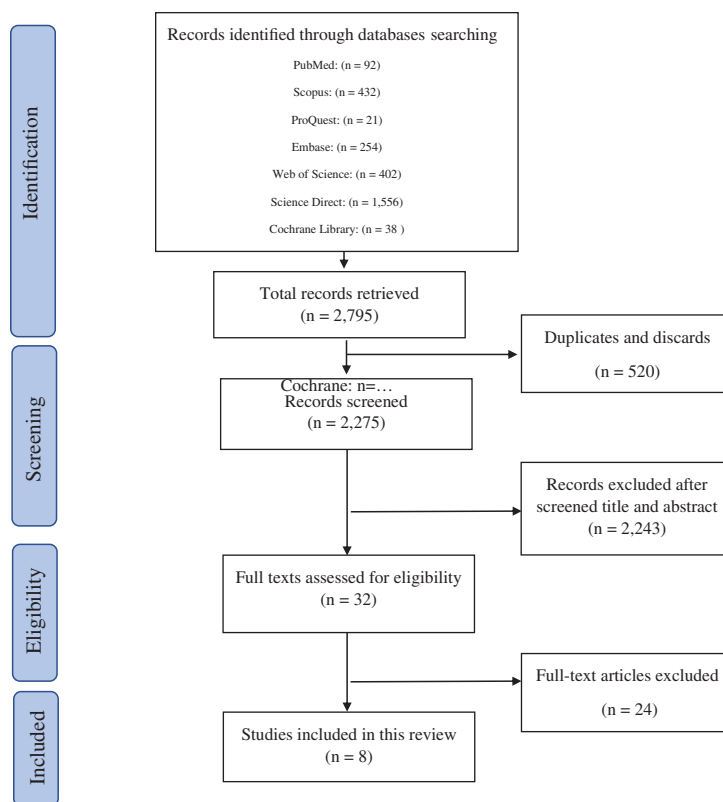 Identification
Records identified through databases searching
PubMed: (n = 92)
Scopus: (n = 432)
ProQuest: (n = 21)
Embase: (n = 254)
Web of Science: (n = 402)
Science Direct: (n = 1,556)
Cochrane Library: (n = 38 )
Total records retrieved
(n = 2,795)
Duplicates and discards
(n = 520)
Screening
Cochrane: n=…
Records screened
(n = 2,275)
Records excluded after
screened title and abstract
(n = 2,243)
Eligibility
Full texts assessed for eligibility
(n = 32)
Full-text articles excluded
(n = 24)
Included
Studies included in this review
(n = 8)